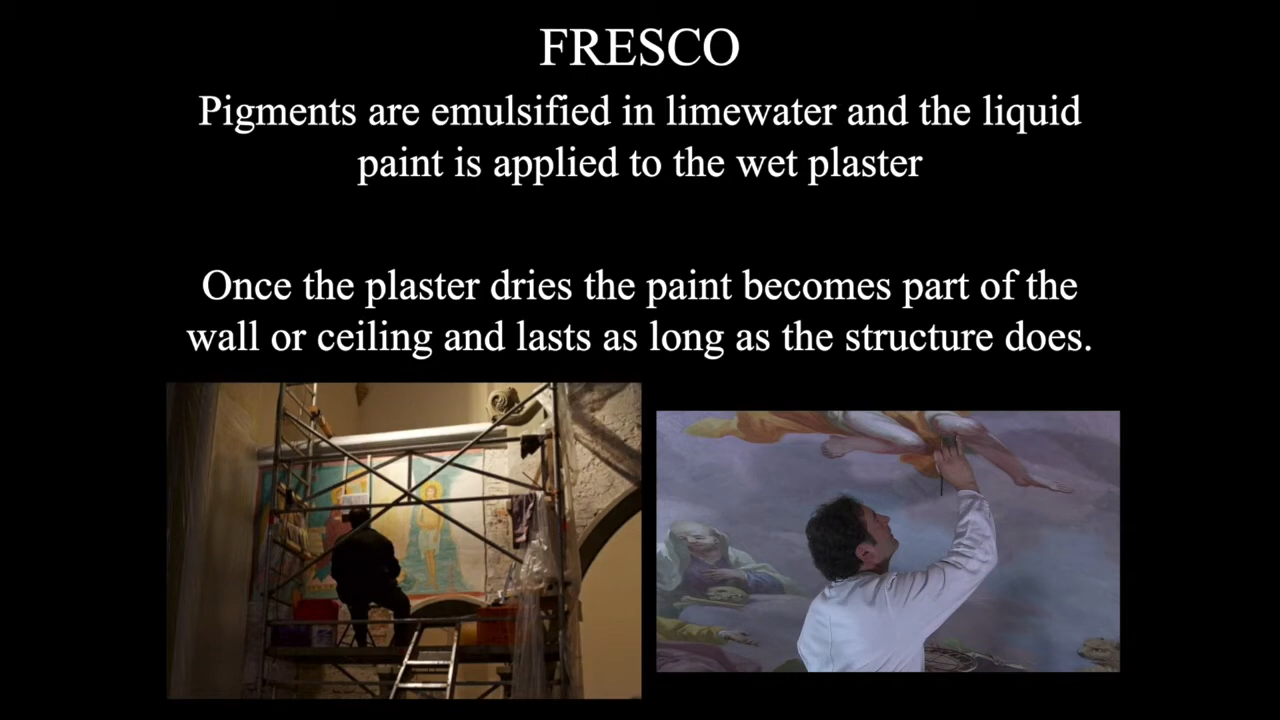 FRESCO
Pigments are emulsified in limewater and the liquid
paint is applied to the wet plaster
Once the plaster dries the paint becomes part of the
wall or ceiling and lasts as long as the structure does.